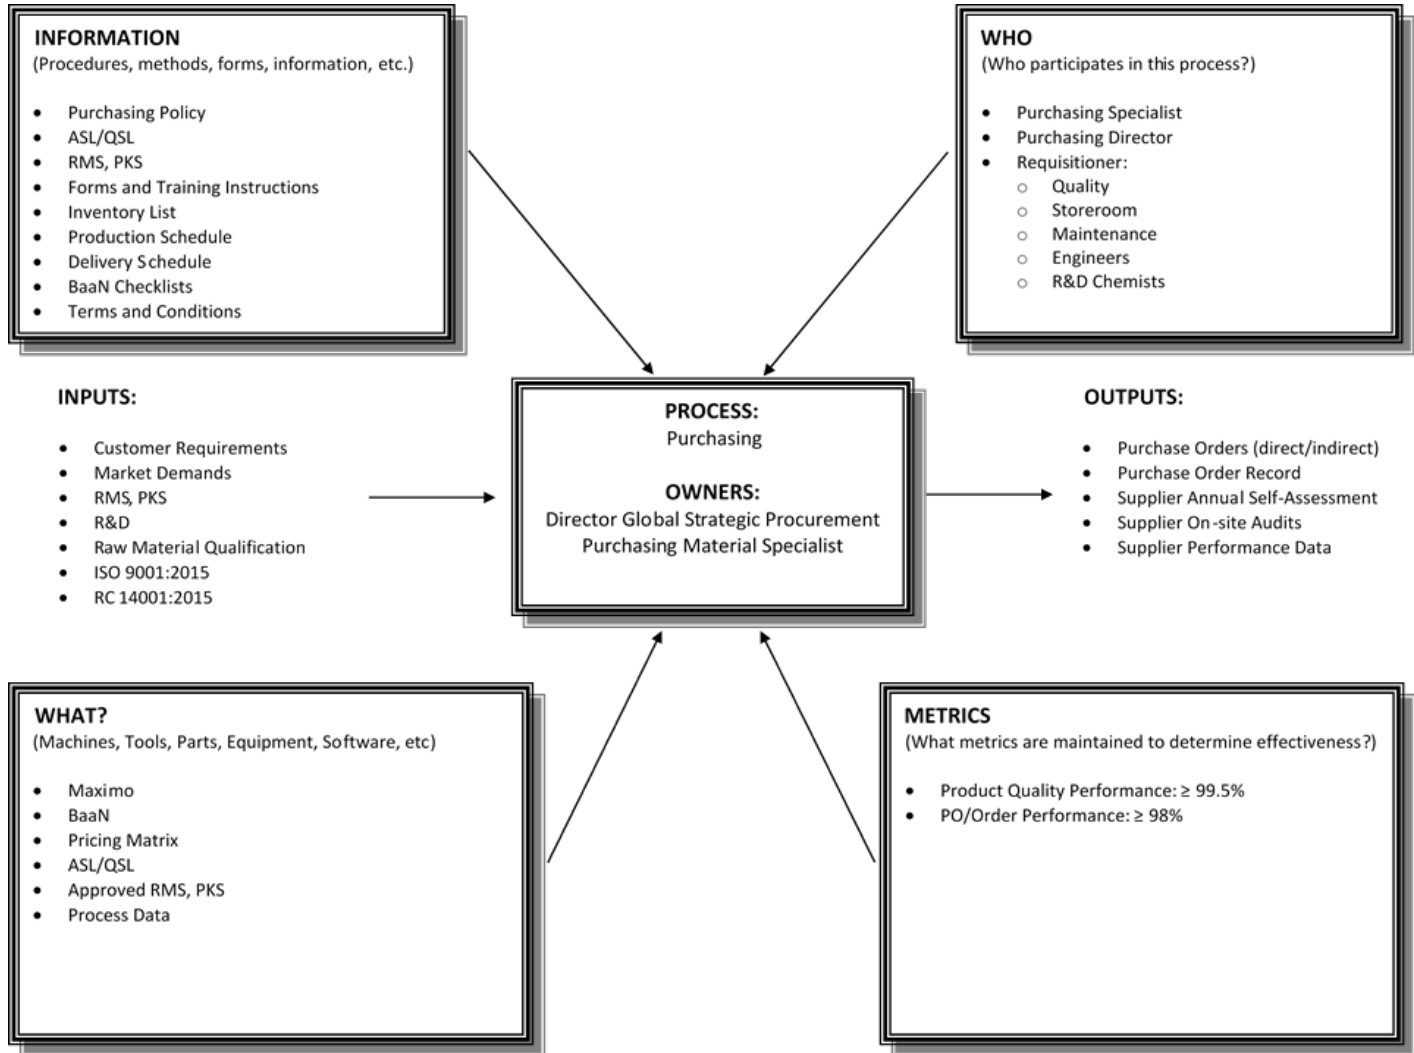 INFORMATION
(Procedures, methods, forms, information, etc.)
• Purchasing Policy
• ASL/QSL
• RMS, PKS
• Forms and Training Instructions
• Inventory List
• Production Schedule
• Delivery Schedule
• BaaN Checklists
• Terms and Conditions
WHO
(Who participates in this process?)
• Purchasing Specialist
• Purchasing Director
• Requisitioner:
o Quality
o Storeroom
o Maintenance
o Engineers
o R&D Chemists
INPUTS:
• Customer Requirements
• Market Demands
• RMS, PKS
• R&D
• Raw Material Qualification
• ISO 9001:2015
• RC 14001:2015
PROCESS:
Purchasing
OWNERS:
Director Global Strategic Procurement
Purchasing Material Specialist
OUTPUTS:
• Purchase Orders (direct/indirect)
• Purchase Order Record
• Supplier Annual Self-Assessment
• Supplier On-site Audits
• Supplier Performance Data
WHAT?
(Machines, Tools, Parts, Equipment, Software, etc)
• Maximo
• BaaN
• Pricing Matrix
• ASL/QSL
• Approved RMS, PKS
• Process Data
METRICS
(What metrics are maintained to determine effectiveness?)
• Product Quality Performance: ≥ 99.5%
• PO/Order Performance: ≥ 98%